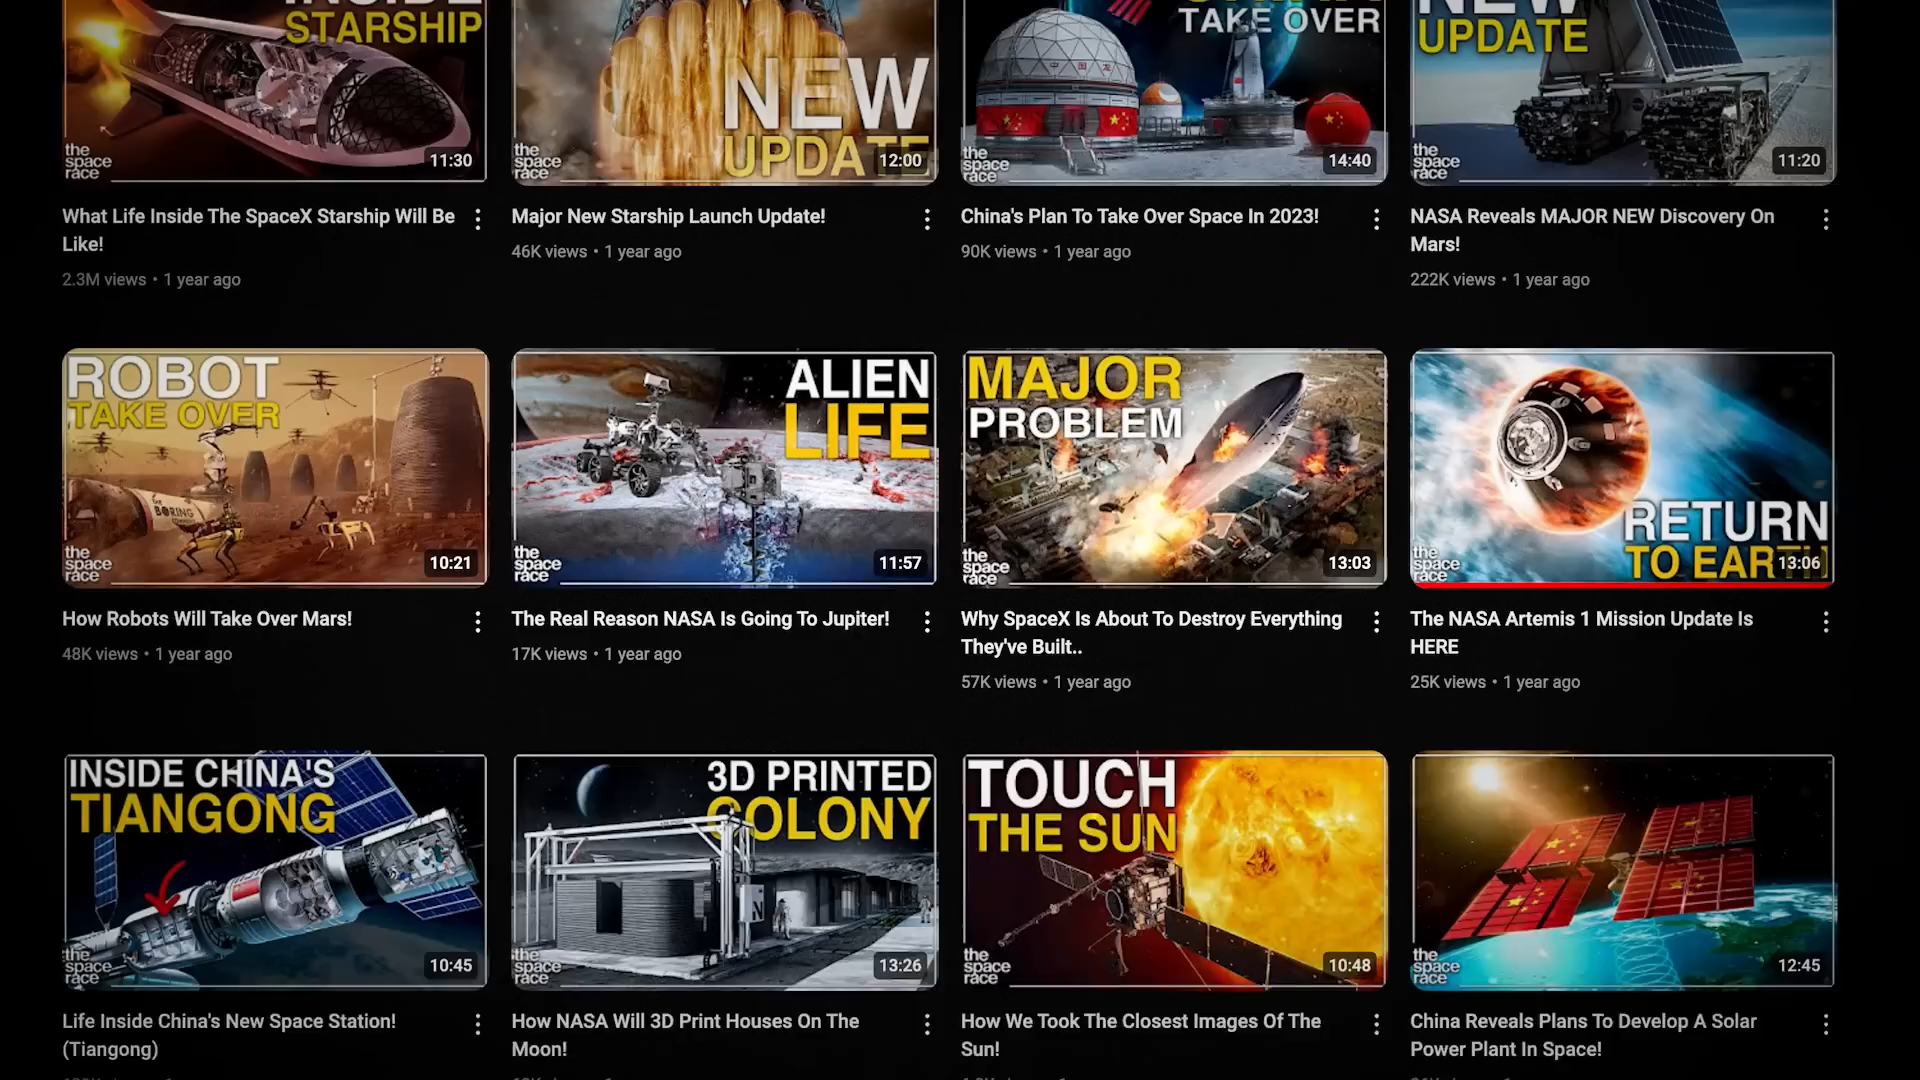 INSIDE
STARSHIP
the
space
race
11:30
NEW
UPDATE
the
space
race
12:00
TAKE OVER
the
space
race
14:40
NEW
UPDATE
the
space
race
11:20
What Life Inside The SpaceX Starship Will Be
Like!
2.3M views • 1 year ago
Major New Starship Launch Update!
46K views • 1 year ago
China's Plan To Take Over Space In 2023!
90K views • 1 year ago
NASA Reveals MAJOR NEW Discovery On
Mars!
222K views • 1 year ago
ROBOT
TAKE OVER
BORING
the
space
race
10:21
ALIEN
LIFE
the
space
race
11:57
MAJOR
PROBLEM
the
space
race
13:03
RETURN
TO EARTH
the
space
race
13:06
How Robots Will Take Over Mars!
48K views • 1 year ago
The Real Reason NASA Is Going To Jupiter!
17K views • 1 year ago
Why SpaceX Is About To Destroy Everything
They've Built..
57K views • 1 year ago
The NASA Artemis 1 Mission Update Is
HERE
25K views • 1 year ago
INSIDE CHINA'S
TIANGONG
the
space
race
10:45
3D PRINTED
COLONY
the
space
race
13:26
TOUCH
THE SUN
the
space
race
10:48
the
space
race
12:45
Life Inside China's New Space Station!
(Tiangong)
How NASA Will 3D Print Houses On The
Moon!
How We Took The Closest Images Of The
Sun!
China Reveals Plans To Develop A Solar
Power Plant In Space!